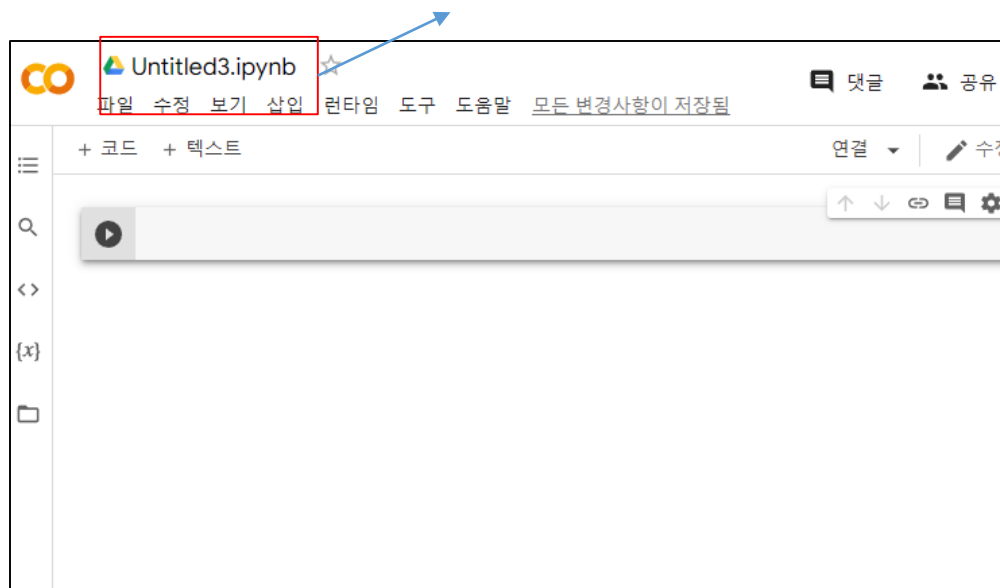 Untitled3.ipynb
댓글 공유
파일 수정 보기 삽입 런타임 도구 도움말 모든 변경사항이 저장됨
+ 코드 + 텍스트
연결
{x}